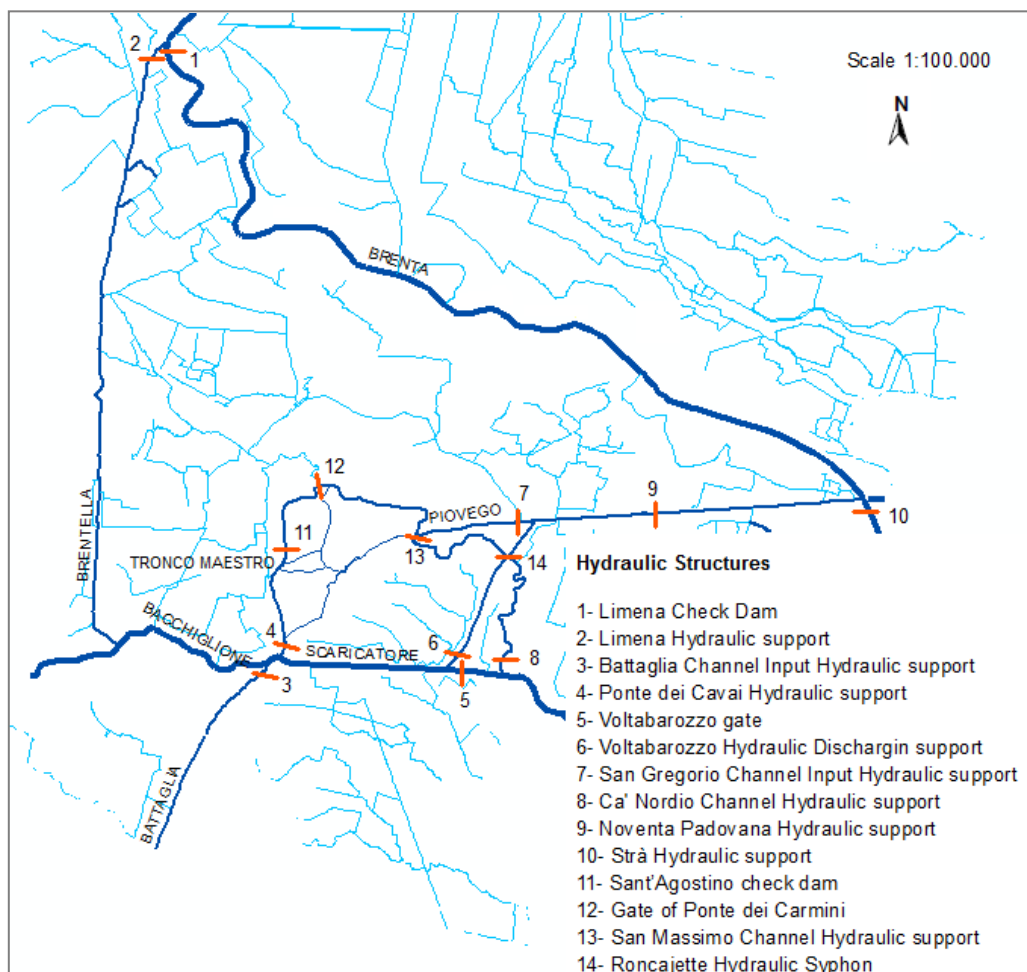 2
1
Scale 1:100.000
N
BRENTA
BRENTELLA
12
7
9
PIOVEGO
10
11
TRONCO MAESTRO
13
14
BACCHIGLIONE
4
SCARICATORE
6
8
3
5
BATTAGLIA
Hydraulic Structures
1- Limena Check Dam
2- Limena Hydraulic support
3- Battaglia Channel Input Hydraulic support
4- Ponte dei Cavai Hydraulic support
5- Voltabarozzo gate
6- Voltabarozzo Hydraulic Dischargin support
7- San Gregorio Channel Input Hydraulic support
8- Ca' Nordio Channel Hydraulic support
9- Noventa Padovana Hydraulic support
10- Strà Hydraulic support
11- Sant'Agostino check dam
12- Gate of Ponte dei Carmini
13- San Massimo Channel Hydraulic support
14- Roncajette Hydraulic Syphon